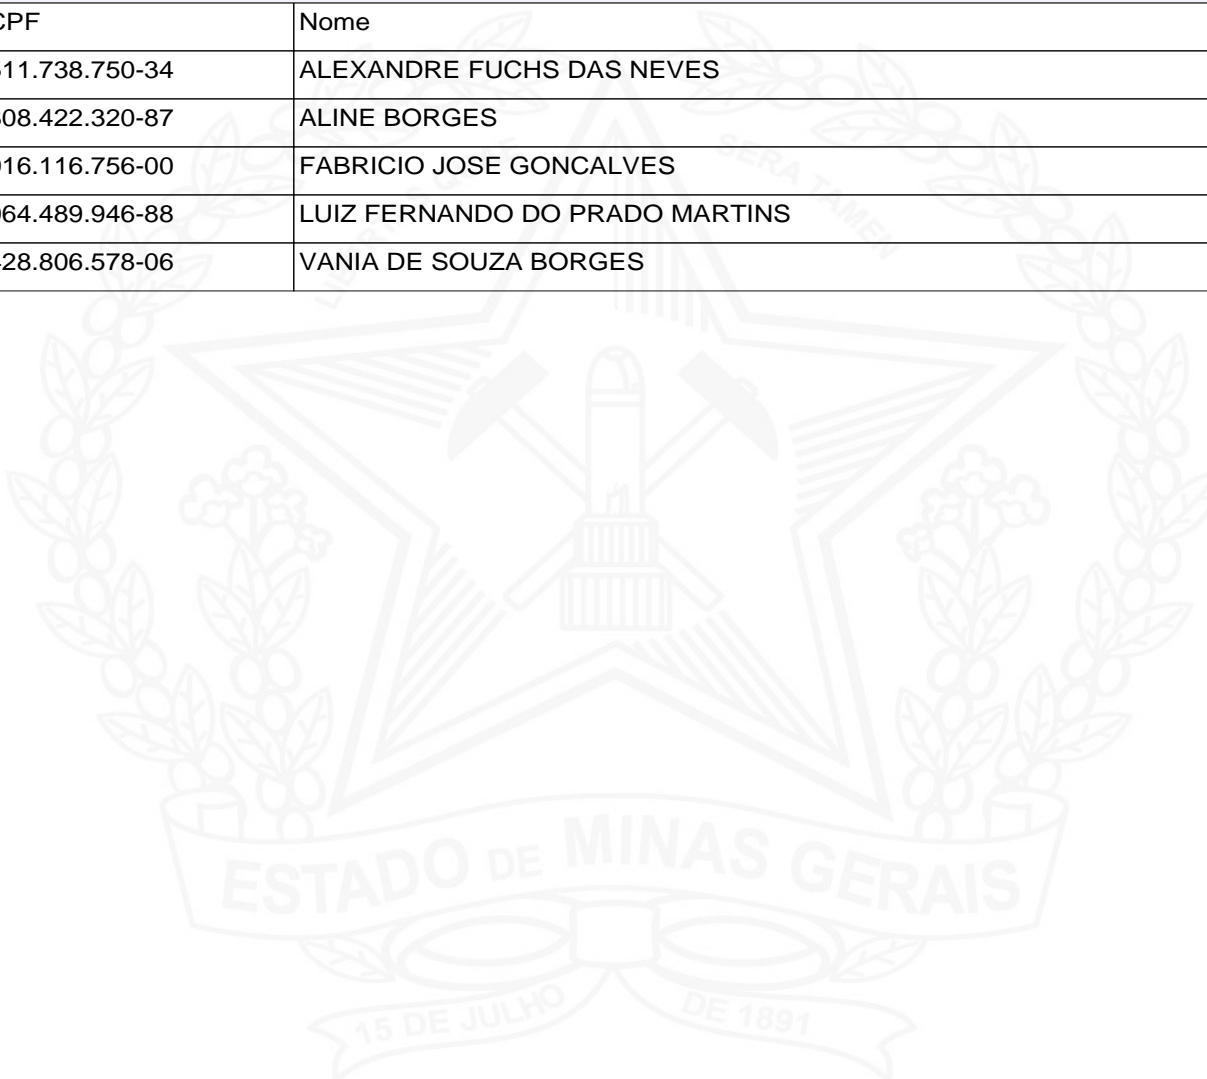 CPF Nome
11.738.750-34 ALEXANDRE FUCHS DAS NEVES
08.422.320-87 ALINE BORGES
16.116.756-00 FABRICIO JOSE GONCALVES
64.489.946-88 LUIZ FERNANDO DO PRADO MARTINS
28.806.578-06 VANIA DE SOUZA BORGES
SERA TAMEN
ESTADO DE MINAS GERAIS
15 DE JULHO DE 1891